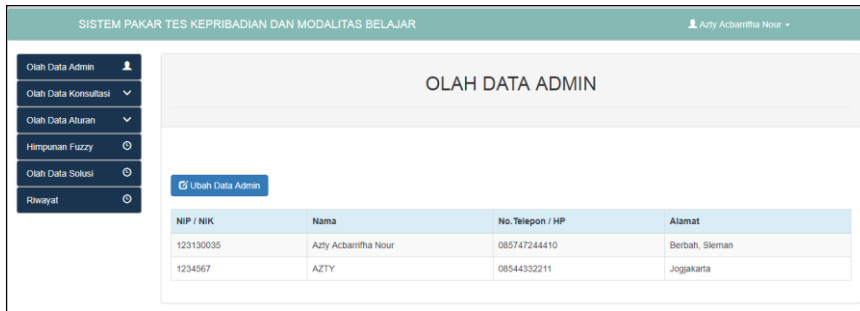 SISTEM PAKAR TES KEPRIBADIAN DAN MODALITAS BELAJAR
Azty Acbarrifha Nour
Olah Data Admin
Olah Data Konsultasi
Olah Data Aturan
Himpunan Fuzzy
Olah Data Solusi
Riwayat
OLAH DATA ADMIN
Ubah Data Admin
NIP / NIK Nama No.Telepon / HP Alamat
123130035 Azty Acbarrifha Nour 085747244410 Berbah, Sleman
1234567 AZTY 08544332211 Jogjakarta